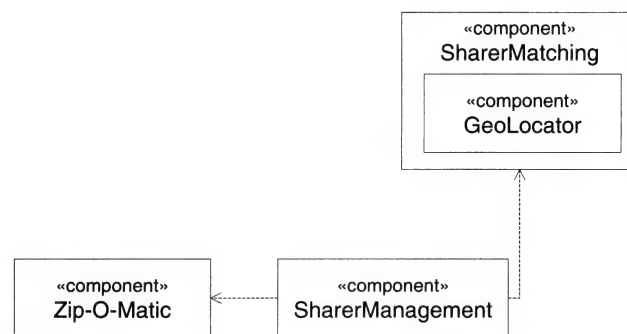 «component»
SharerMatching
«component»
GeoLocator
«component»
Zip-O-Matic
«component»
SharerManagement